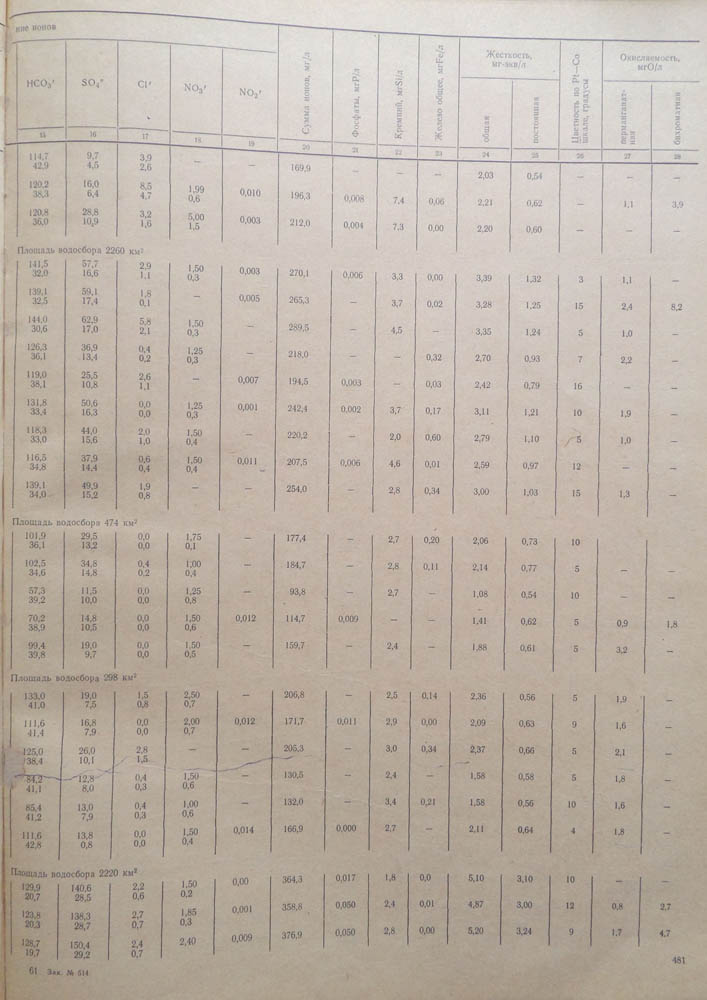 ние ионов
HCO₃′ SO₄″ Cl′ NO₃′ NO₂′ Сумма ионов, мг/л Фосфаты, мгP/л Кремний, мгSi/л Железо общее, мгFe/л Жесткость, мг-экв/л общая постоянная Цветность по Pt—Co шкале, градусы Окисляемость, мгО/л перманганат- ная бихроматная
15 16 17 18 19 20 21 22 23 24 25 26 27 28
114,7 9,7 3,9 — — 169,9 — — — 2,03 0,54 — — —
42,9 4,5 2,6
120,2 16,0 8,5 1,99 0,010 196,3 0,008 7,4 0,06 2,21 0,62 — 1,1 3,9
38,3 6,4 4,7 0,6
120,8 28,8 3,2 5,00 0,003 212,0 0,004 7,3 0,00 2,20 0,60 — — —
36,0 10,9 1,6 1,5
Площадь водосбора 2260 км²
141,5 57,7 2,9 1,50 0,003 270,1 0,006 3,3 0,00 3,39 1,32 3 1,1 —
32,0 16,6 1,1 0,3
139,1 59,1 1,8 — 0,005 265,3 — 3,7 0,02 3,28 1,25 15 2,4 8,2
32,5 17,4 0,1
144,0 62,9 5,8 1,50 — 289,5 — 4,5 — 3,35 1,24 5 1,0 —
30,6 17,0 2,1 0,3
126,3 36,9 0,4 1,25 — 218,0 — — 0,32 2,70 0,93 7 2,2 —
36,1 13,4 0,2 0,3
119,0 25,5 2,6 — 0,007 194,5 0,003 — 0,03 2,42 0,79 16 — —
38,1 10,8 1,1
131,8 50,6 0,0 1,25 0,001 242,4 0,002 3,7 0,17 3,11 1,21 10 1,9 —
33,4 16,3 0,0 0,3
118,3 44,0 2,0 1,50 — 220,2 — 2,0 0,60 2,79 1,10 5 1,0 —
33,0 15,6 1,0 0,4
116,5 37,9 0,6 1,50 0,011 207,5 0,006 4,6 0,01 2,59 0,97 12 — —
34,8 14,4 0,4 0,4
139,1 49,9 1,9 — — 254,0 — 2,8 0,34 3,00 1,03 15 1,3 —
34,0 15,2 0,8
Площадь водосбора 474 км²
101,9 29,5 0,0 1,75 — 177,4 — 2,7 0,20 2,06 0,73 10
36,1 13,2 0,0 0,1
102,5 34,8 0,4 1,00 — 184,7 — 2,8 0,11 2,14 0,77 5 — —
34,6 14,8 0,2 0,4
57,3 11,5 0,0 1,25 — 93,8 — 2,7 — 1,08 0,54 10 — —
39,2 10,0 0,0 0,8
70,2 14,8 0,0 1,50 0,012 114,7 0,009 — — 1,41 0,62 5 0,9 1,8
38,9 10,5 0,0 0,6
99,4 19,0 0,0 1,50 — 159,7 — 2,4 — 1,88 0,61 5 3,2 —
39,8 9,7 0,0 0,5
Площадь водосбора 298 км²
133,0 19,0 1,5 2,50 — 206,8 — 2,5 0,14 2,36 0,56 5 1,9 —
41,0 7,5 0,8 0,7
111,6 16,8 0,0 2,00 0,012 171,7 0,011 2,9 0,00 2,09 0,63 9 1,6 —
41,4 7,9 0,0 0,7
125,0 26,0 2,8 — — 205,3 — 3,0 0,34 2,37 0,66 5 2,1 —
38,4 10,1 1,5
84,2 12,8 0,4 1,50 — 130,5 — 2,4 — 1,58 0,58 5 1,8 —
41,1 8,0 0,3 0,6
85,4 13,0 0,4 1,00 — 132,0 — 3,4 0,21 1,58 0,56 10 1,6 —
41,2 7,9 0,3 0,6
111,6 13,8 0,0 1,50 0,014 166,9 0,000 2,7 — 2,11 0,64 4 1,8 —
42,8 0,8 0,0 0,4
Площадь водосбора 2220 км²
129,9 140,6 2,2 1,50 0,00 364,3 0,017 1,8 0,0 5,10 3,10 10 — —
20,7 28,5 0,6 0,2
123,8 138,3 2,7 1,85 0,001 358,8 0,050 2,4 0,01 4,87 3,00 12 0,8 2,7
20,3 28,7 0,7 0,3
128,7 150,4 2,4 2,40 0,009 376,9 0,050 2,8 0,00 5,20 3,24 9 1,7 4,7
19,7 29,2 0,7
61 Зак. № 514
481